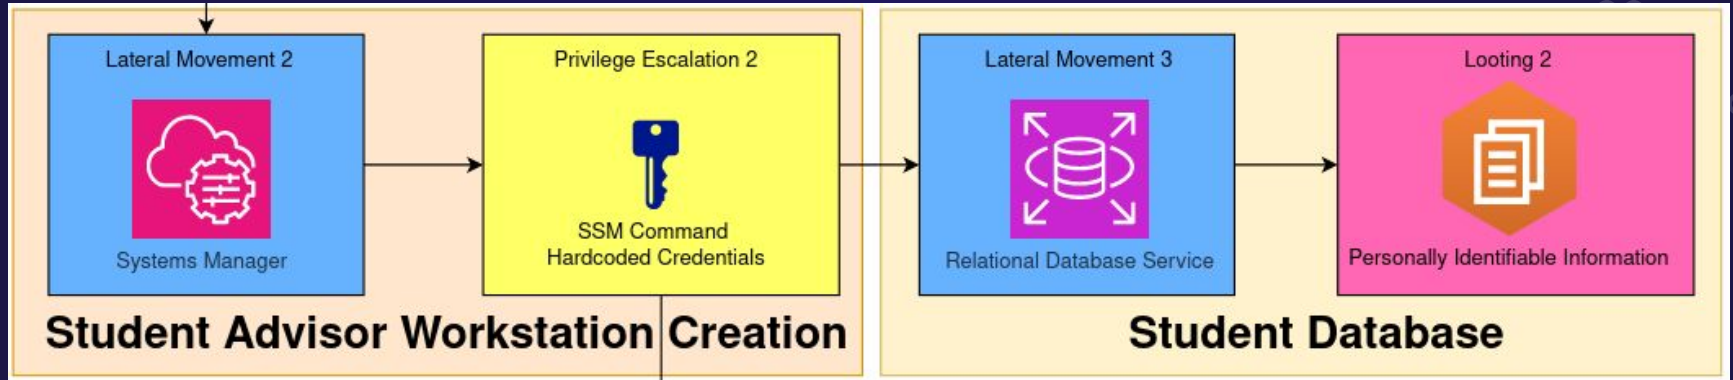 Lateral Movement 2
Systems Manager
Privilege Escalation 2
SSM Command
Hardcoded Credentials
Student Advisor Workstation Creation
Lateral Movement 3
Relational Database Service
Looting 2
Personally Identifiable Information
Student Database